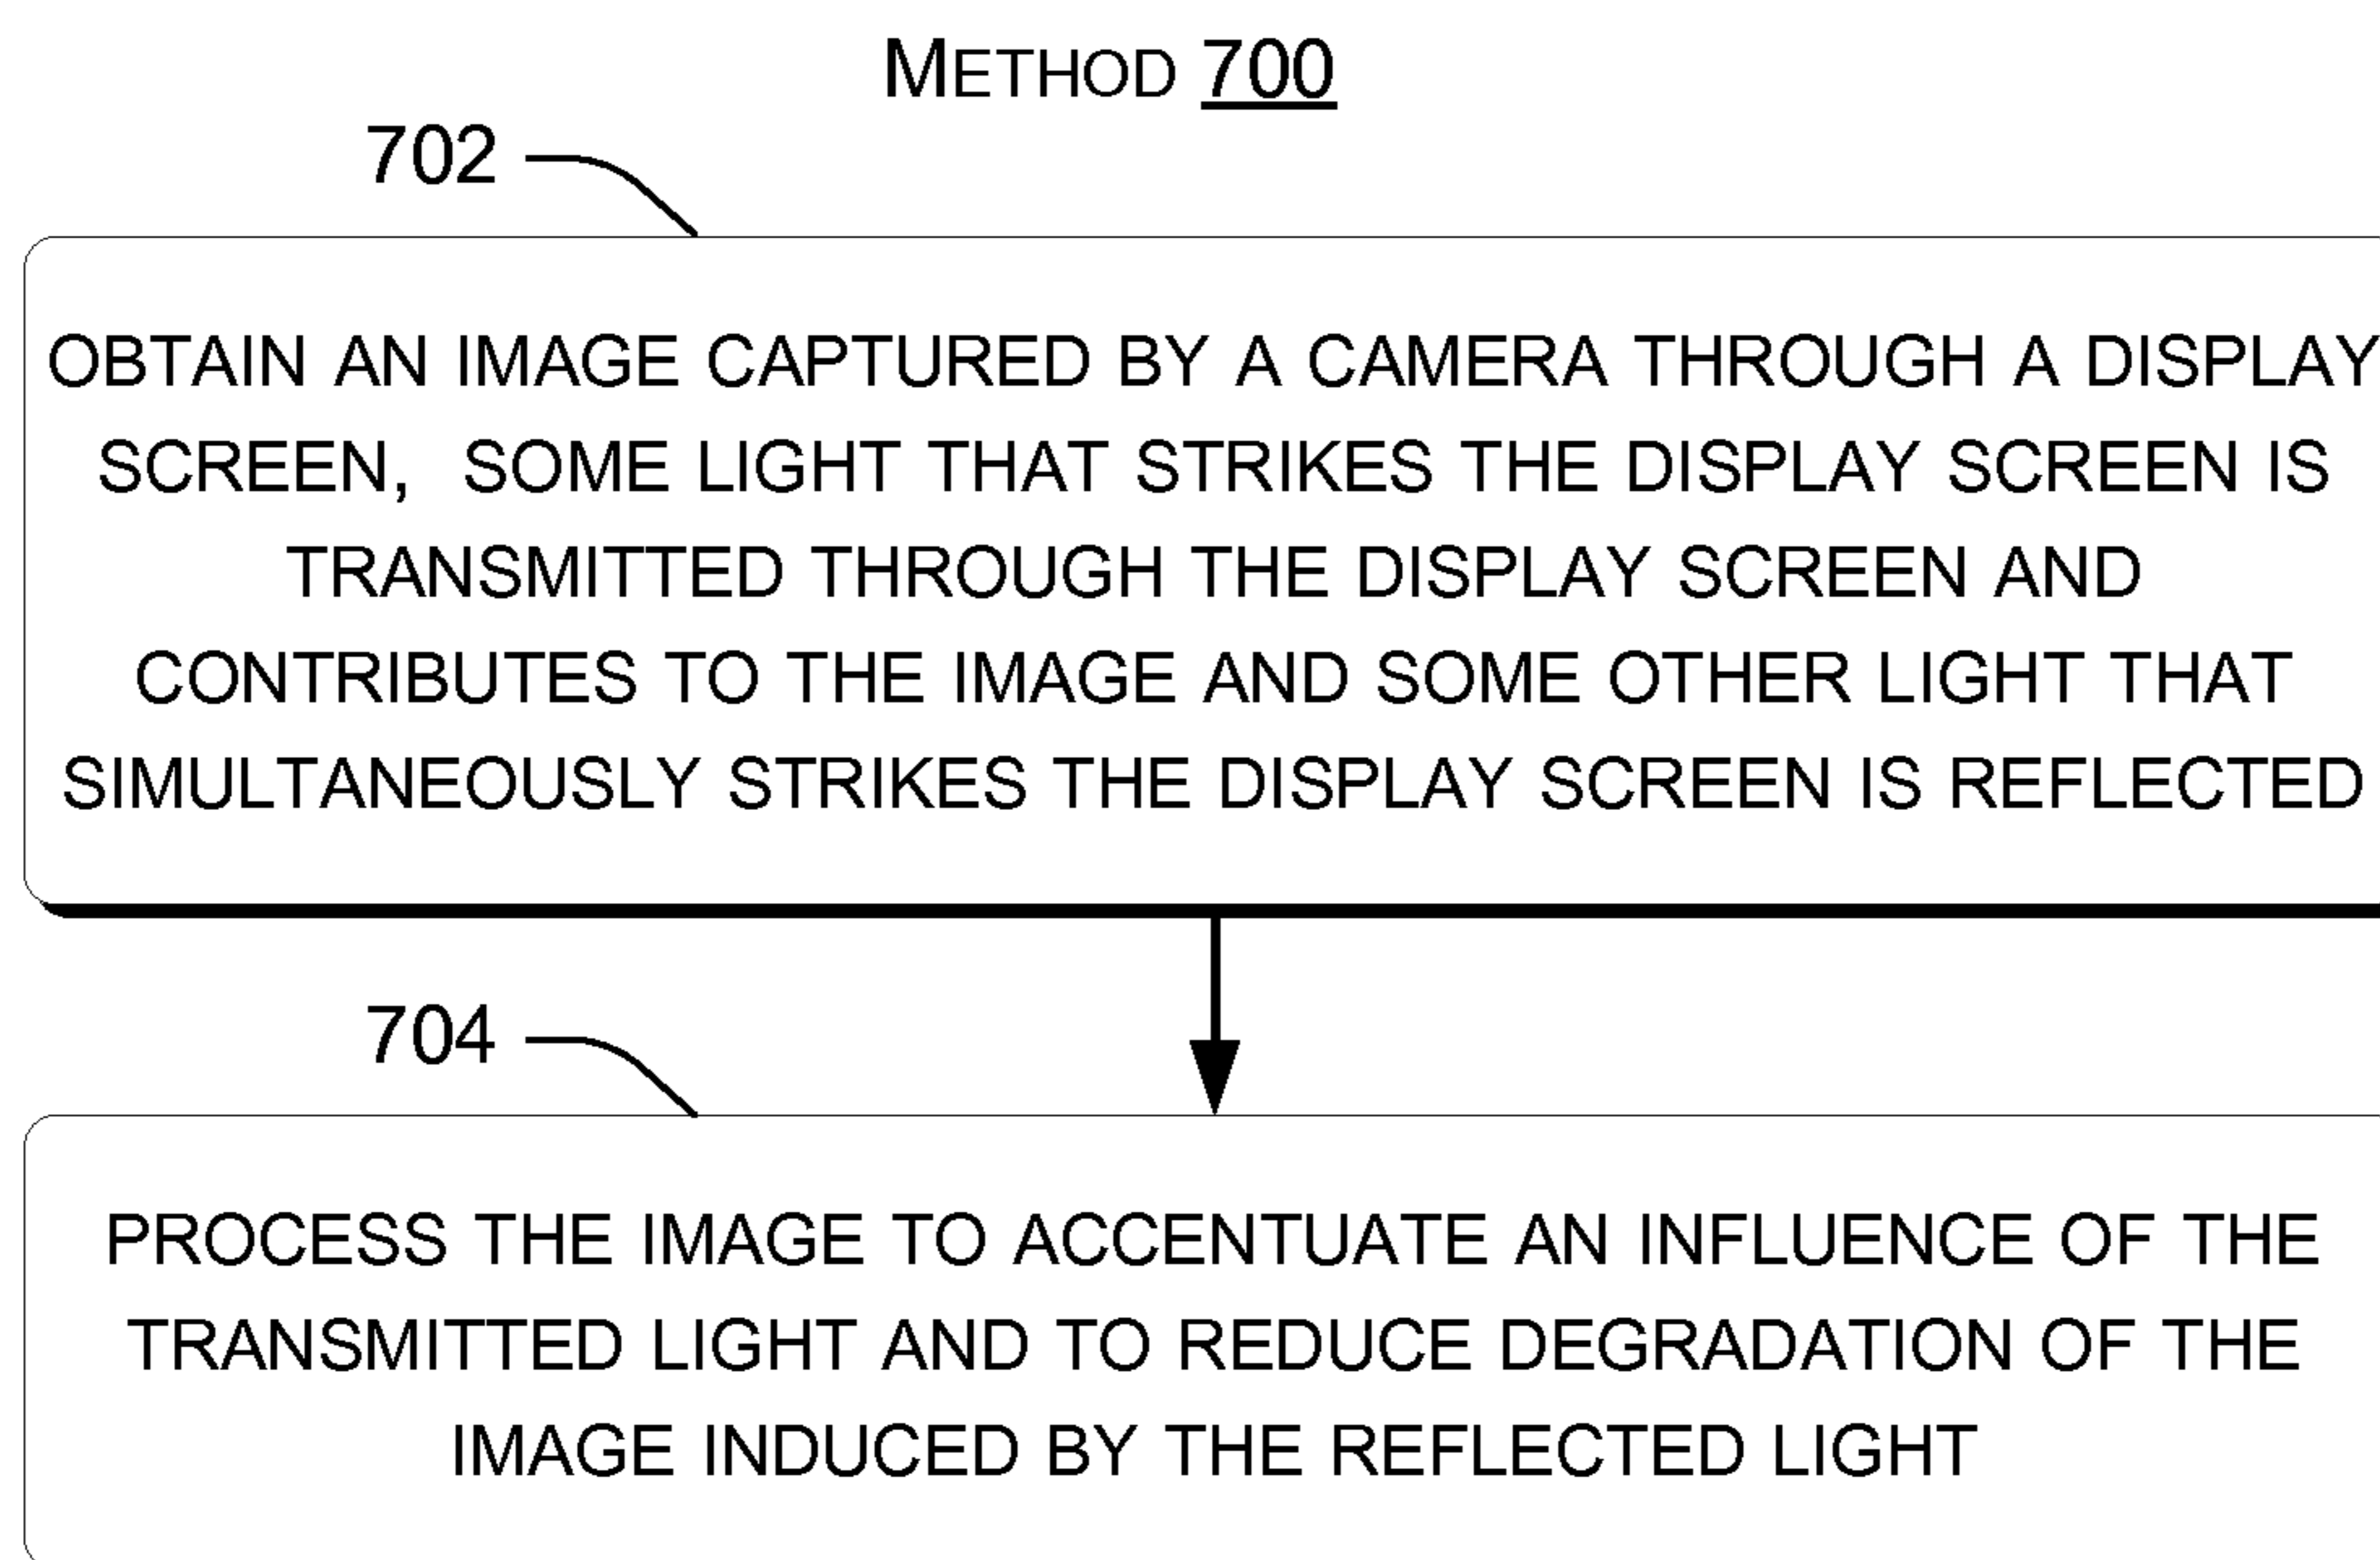 METHOD 700
702
OBTAIN AN IMAGE CAPTURED BY A CAMERA THROUGH A DISPLAY
SCREEN, SOME LIGHT THAT STRIKES THE DISPLAY SCREEN IS
TRANSMITTED THROUGH THE DISPLAY SCREEN AND
CONTRIBUTES TO THE IMAGE AND SOME OTHER LIGHT THAT
SIMULTANEOUSLY STRIKES THE DISPLAY SCREEN IS REFLECTED
704
PROCESS THE IMAGE TO ACCENTUATE AN INFLUENCE OF THE
TRANSMITTED LIGHT AND TO REDUCE DEGRADATION OF THE
IMAGE INDUCED BY THE REFLECTED LIGHT